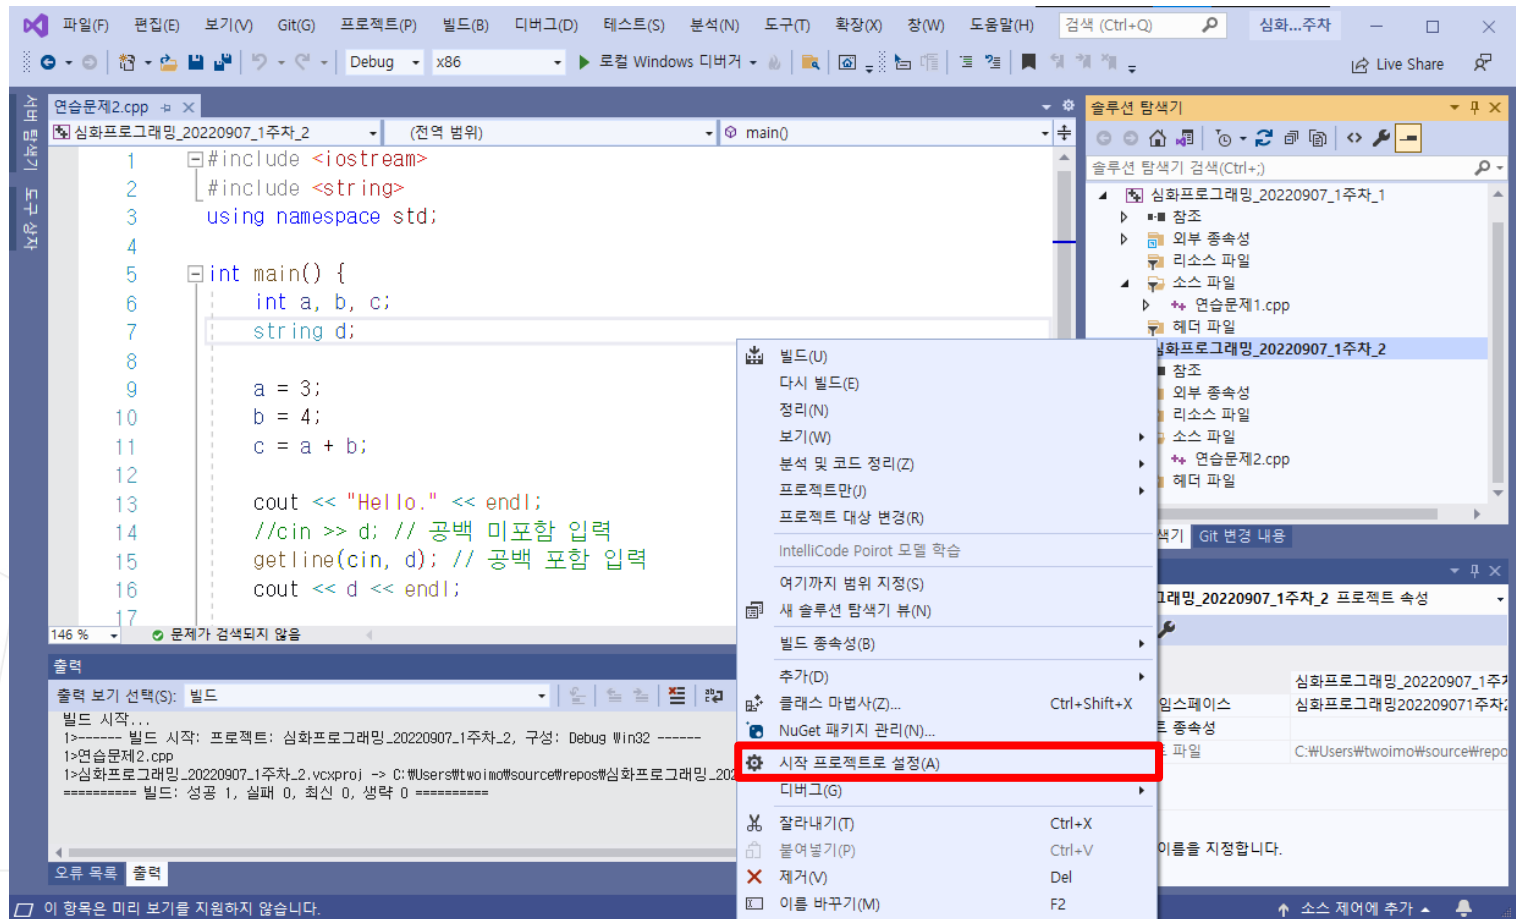 파일(F) 편집(E) 보기(V) Git(G) 프로젝트(P) 빌드(B) 디버그(D) 테스트(S) 분석(N) 도구(T) 확장(X) 창(W) 도움말(H) 검색 (Ctrl+Q) 심화...주차
Debug x86 로컬 Windows 디버거 Live Share
서버 탐색기
도구 상자
연습문제2.cpp
심화프로그래밍_20220907_1주차_2 (전역 범위) main()
1 #include <iostream>
2 #include <string>
3 using namespace std;
4
5 int main() {
6 int a, b, c;
7 string d;
8
9 a = 3;
10 b = 4;
11 c = a + b;
12
13 cout << "Hello." << endl;
14 //cin >> d; // 공백 미포함 입력
15 getline(cin, d); // 공백 포함 입력
16 cout << d << endl;
17
146 % 문제가 검색되지 않음
출력
출력 보기 선택(S): 빌드
빌드 시작...
1>------ 빌드 시작: 프로젝트: 심화프로그래밍_20220907_1주차_2, 구성: Debug Win32 ------
1>연습문제2.cpp
1>심화프로그래밍_20220907_1주차_2.vcxproj -> C:₩Users₩twoimo₩source₩repos₩심화프로그래밍_202
========== 빌드: 성공 1, 실패 0, 최신 0, 생략 0 ==========
오류 목록 출력
이 항목은 미리 보기를 지원하지 않습니다.
빌드(U)
다시 빌드(E)
정리(N)
보기(W)
분석 및 코드 정리(Z)
프로젝트만(J)
프로젝트 대상 변경(R)
IntelliCode Poirot 모델 학습
여기까지 범위 지정(S)
새 솔루션 탐색기 뷰(N)
빌드 종속성(B)
추가(D)
클래스 마법사(Z)... Ctrl+Shift+X
NuGet 패키지 관리(N)...
시작 프로젝트로 설정(A)
디버그(G)
잘라내기(T) Ctrl+X
붙여넣기(P) Ctrl+V
제거(V) Del
이름 바꾸기(M) F2
솔루션 탐색기
솔루션 탐색기 검색(Ctrl+;)
심화프로그래밍_20220907_1주차_1
참조
외부 종속성
리소스 파일
소스 파일
연습문제1.cpp
헤더 파일
심화프로그래밍_20220907_1주차_2
참조
외부 종속성
리소스 파일
소스 파일
연습문제2.cpp
헤더 파일
색기 Git 변경 내용
그래밍_20220907_1주차_2 프로젝트 속성
심화프로그래밍_20220907_1주차
임스페이스 심화프로그래밍202209071주차2
트 종속성
트 파일 C:₩Users₩twoimo₩source₩repo
이름을 지정합니다.
소스 제어에 추가